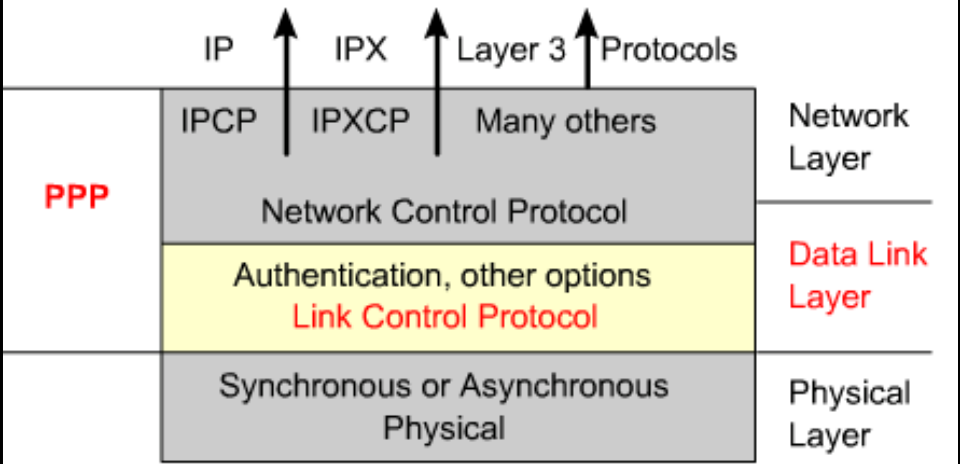 IP IPX Layer 3 Protocols
IPCP IPXCP Many others
Network
Layer
PPP
Network Control Protocol
Authentication, other options
Link Control Protocol
Data Link
Layer
Synchronous or Asynchronous
Physical
Physical
Layer